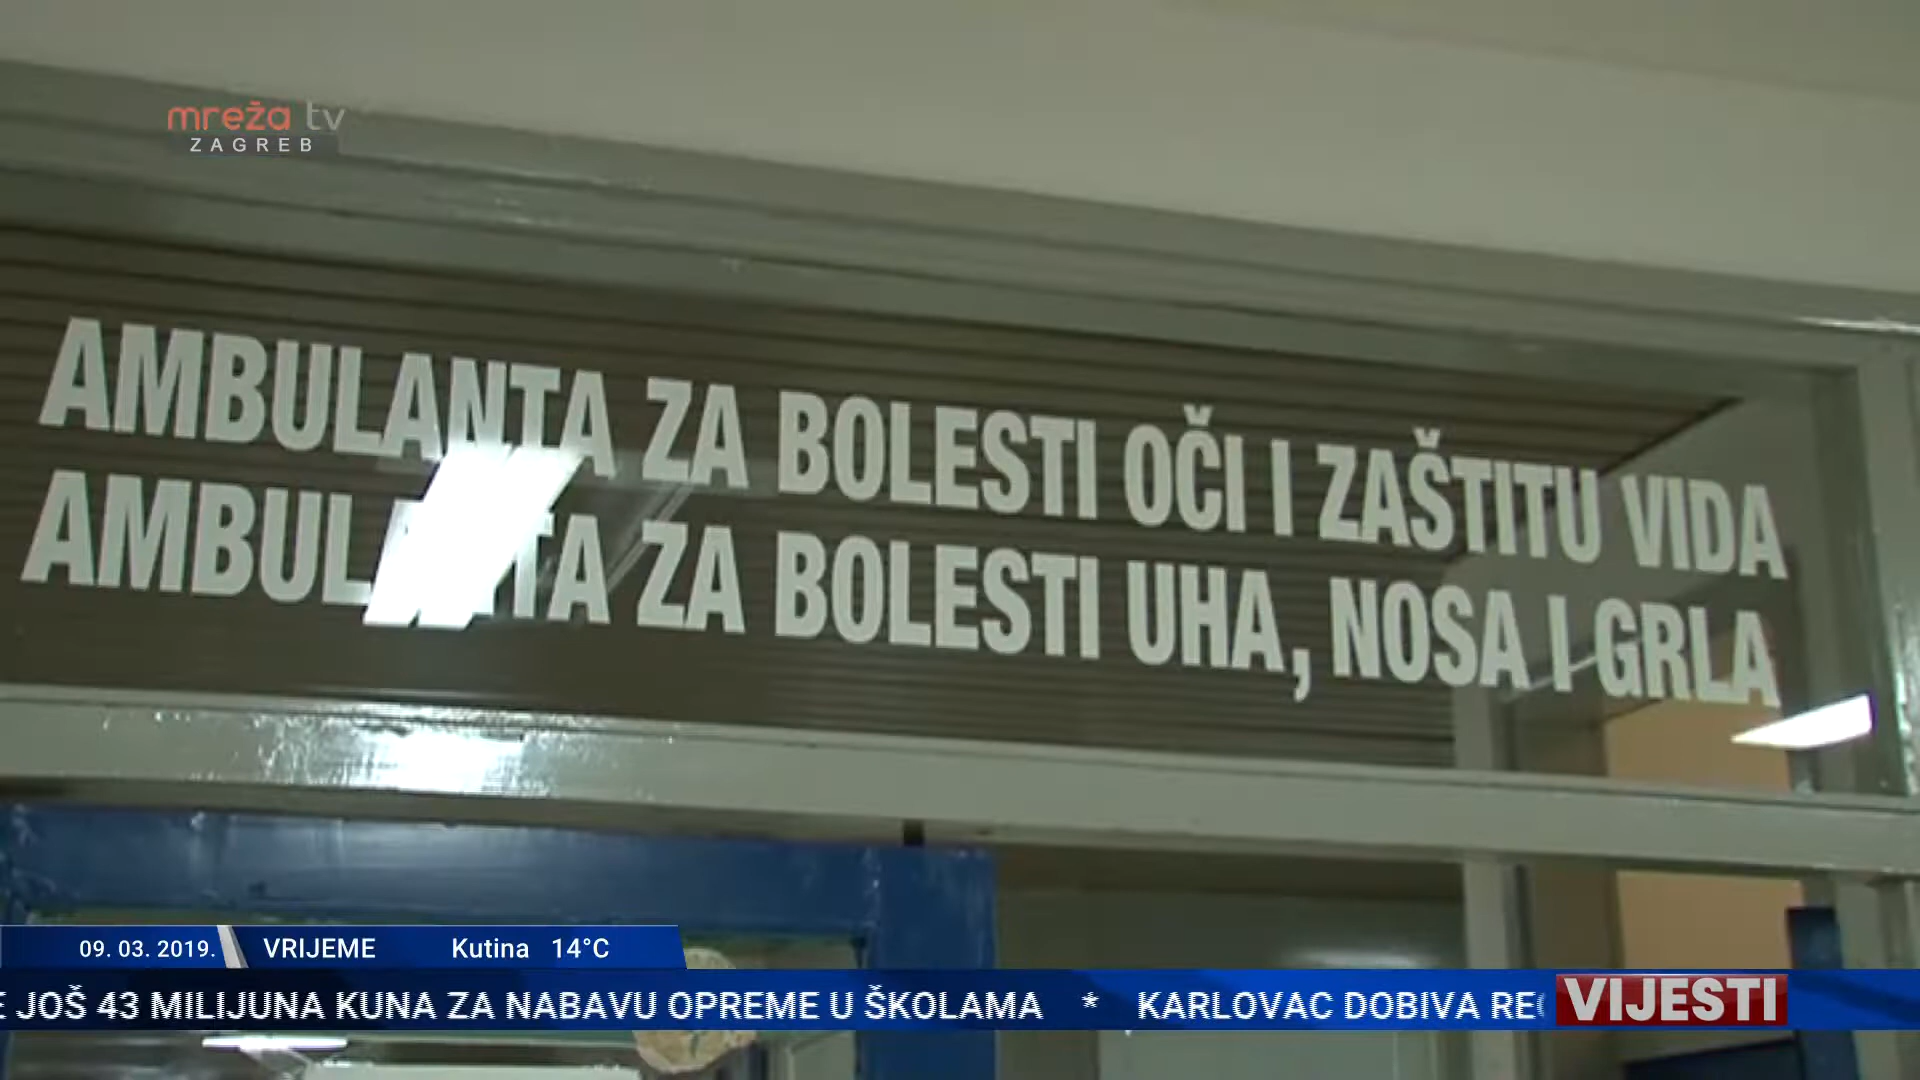 mreža tv
ZAGREB
AMBULANTA ZA BOLESTI OČI I ZAŠTITU VIDA
AMBULANTA ZA BOLESTI UHA, NOSA I GRLA
09. 03. 2019. VRIJEME Kutina 14°C
JOŠ 43 MILIJUNA KUNA ZA NABAVU OPREME U ŠKOLAMA * KARLOVAC DOBIVA VIJESTI